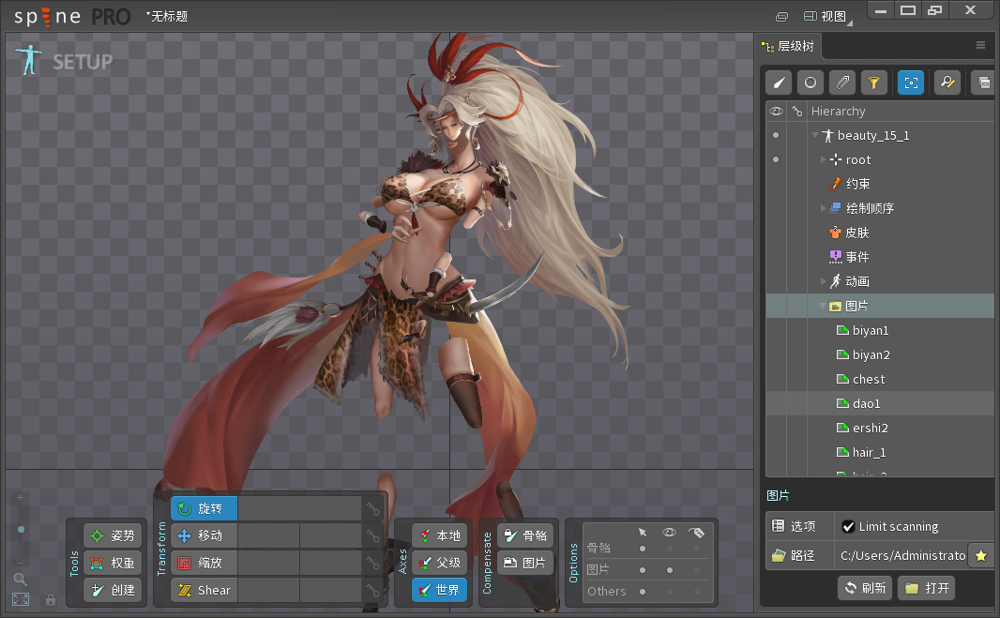 spine PRO *无标题 视图
SETUP
层级树
Hierarchy
beauty_15_1
root
约束
绘制顺序
皮肤
事件
动画
图片
biyan1
biyan2
chest
dao1
ershi2
hair_1
图片
选项 Limit scanning
路径 C:/Users/Administrato
刷新 打开
Tools
姿势
权重
创建
Transform
旋转
移动
缩放
Shear
Axes
本地
父级
世界
Compensate
骨骼
图片
Options
骨骼
图片
Others